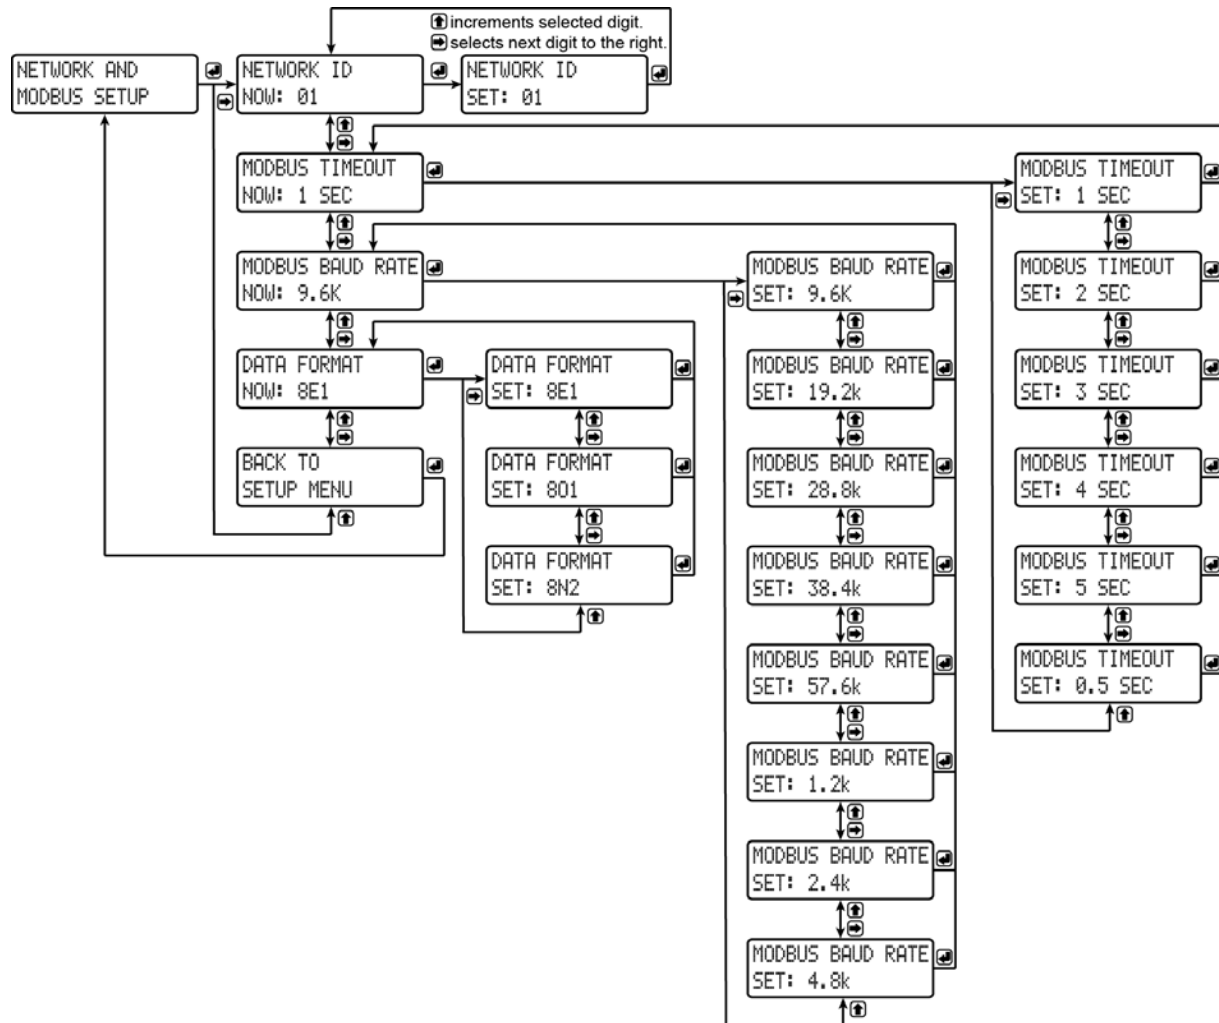 increments selected digit.
selects next digit to the right.
NETWORK AND
MODBUS SETUP
NETWORK ID
NOW: 01
NETWORK ID
SET: 01
MODBUS TIMEOUT
NOW: 1 SEC
MODBUS BAUD RATE
NOW: 9.6K
DATA FORMAT
NOW: 8E1
BACK TO
SETUP MENU
DATA FORMAT
SET: 8E1
DATA FORMAT
SET: 8O1
DATA FORMAT
SET: 8N2
MODBUS BAUD RATE
SET: 9.6K
MODBUS BAUD RATE
SET: 19.2k
MODBUS BAUD RATE
SET: 28.8k
MODBUS BAUD RATE
SET: 38.4k
MODBUS BAUD RATE
SET: 57.6k
MODBUS BAUD RATE
SET: 1.2k
MODBUS BAUD RATE
SET: 2.4k
MODBUS BAUD RATE
SET: 4.8k
MODBUS TIMEOUT
SET: 1 SEC
MODBUS TIMEOUT
SET: 2 SEC
MODBUS TIMEOUT
SET: 3 SEC
MODBUS TIMEOUT
SET: 4 SEC
MODBUS TIMEOUT
SET: 5 SEC
MODBUS TIMEOUT
SET: 0.5 SEC